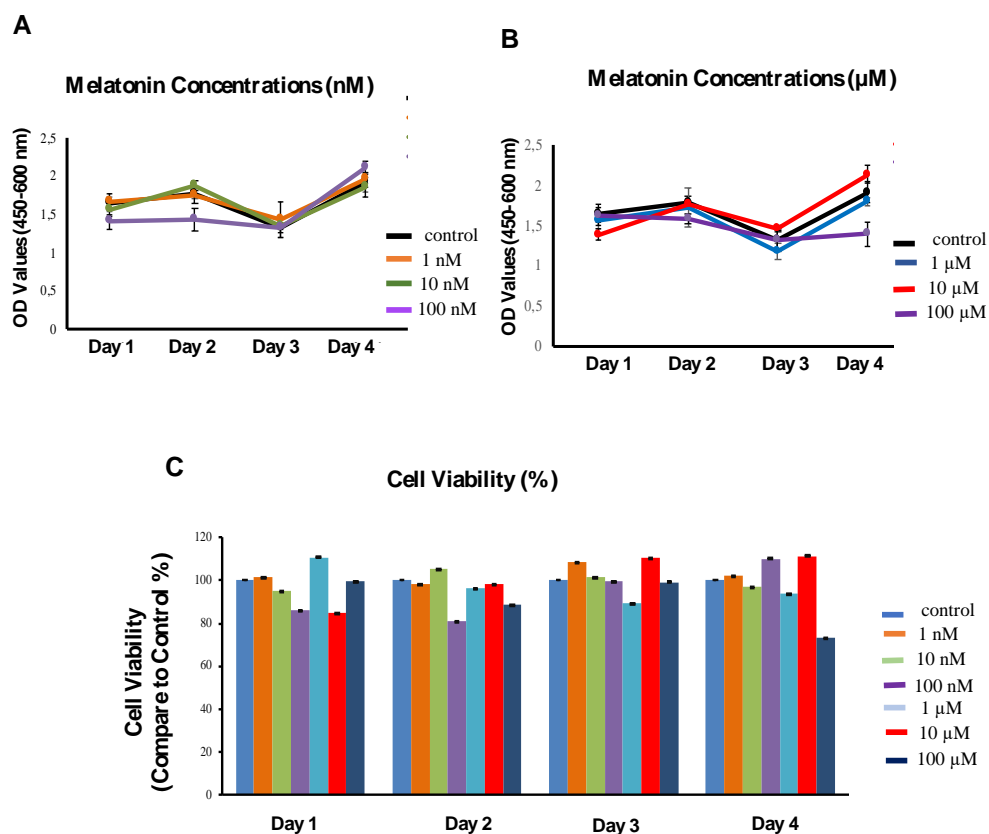 A
Melatonin Concentrations (nM)
OD Values (450-600 nm)
2,5
2
1,5
1
0,5
0
Day 1 Day 2 Day 3 Day 4
control
1 nM
10 nM
100 nM
B
Melatonin Concentrations (µM)
OD Values (450-600 nm)
2,5
2
1,5
1
0,5
0
Day 1 Day 2 Day 3 Day 4
control
1 µM
10 µM
100 µM
C
Cell Viability (%)
Cell Viability
(Compare to Control %)
120
100
80
60
40
20
0
Day 1 Day 2 Day 3 Day 4
control
1 nM
10 nM
100 nM
1 µM
10 µM
100 µM